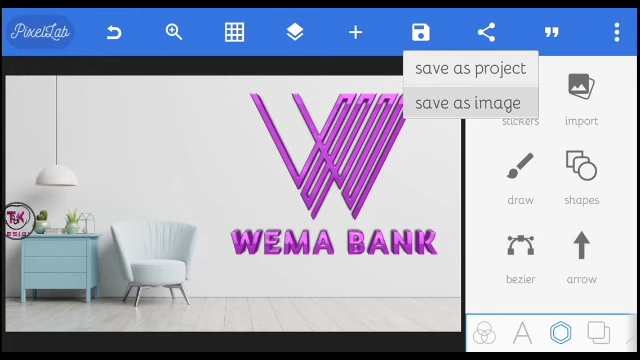 PixelLab
save as project
save as image
stickers
import
draw
shapes
WEMA BANK
bezier
arrow